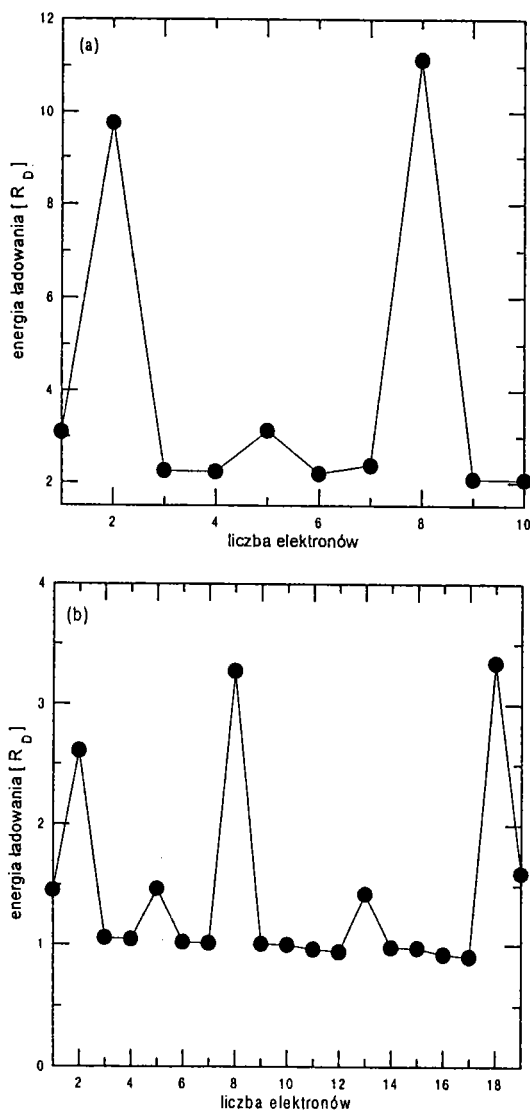 12
(a)
10
8
6
4
2
energia ładowania [ R_D ]
2 4 6 8 10
liczba elektronów
4
(b)
3
2
1
0
energia ładowania [ R_D ]
2 4 6 8 10 12 14 16 18
liczba elektronów